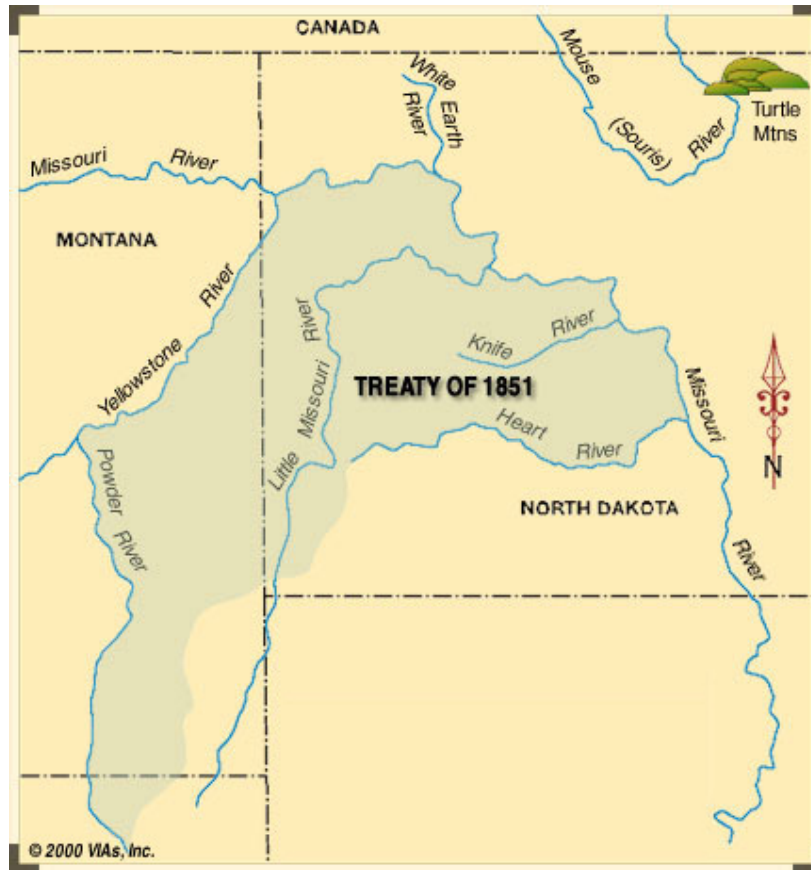 CANADA
White
Earth
River
Mouse
(Souris)
River
Turtle
Mtns
Missouri River
MONTANA
Yellowstone River
Little Missouri River
Knife River
TREATY OF 1851
Heart River
Missouri River
N
Powder River
NORTH DAKOTA
© 2000 VIAs, Inc.